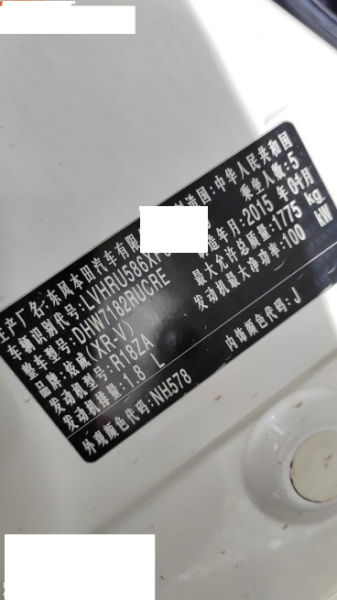 生产厂名:东风本田汽车有限 制造国:中华人民共和国
车辆识别代号:LVHRU586XF 乘坐人数:5
整车型号:DHW7182RUCRE 制造年月:2015 年 01月
品牌:炫威(XR-V) 最大允许总质量:1775 kg
发动机型号:R18ZA 发动机最大净功率:100 kW
发动机排量:1.8 L
外观颜色代码:NH578 内饰颜色代码:J